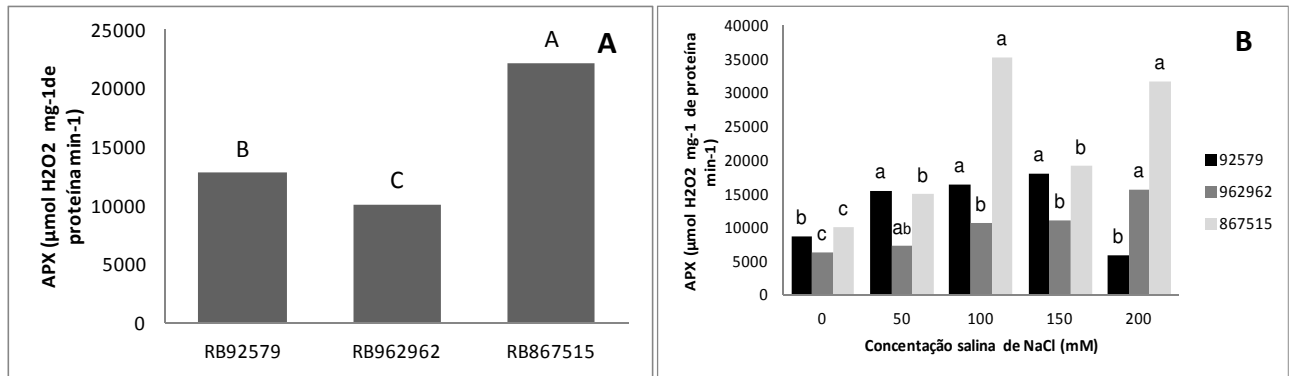 A
APX (µmol H2O2 mg-1de
proteína min-1)
25000
20000
15000
10000
5000
0
B
C
A
RB92579
RB962962
RB867515
B
APX (µmol H2O2 mg-1 de proteína
min-1)
40000
35000
30000
25000
20000
15000
10000
5000
0
b
c
c
a
ab
b
a
b
a
a
b
b
b
a
a
0
50
100
150
200
Concentação salina de NaCl (mM)
92579
962962
867515